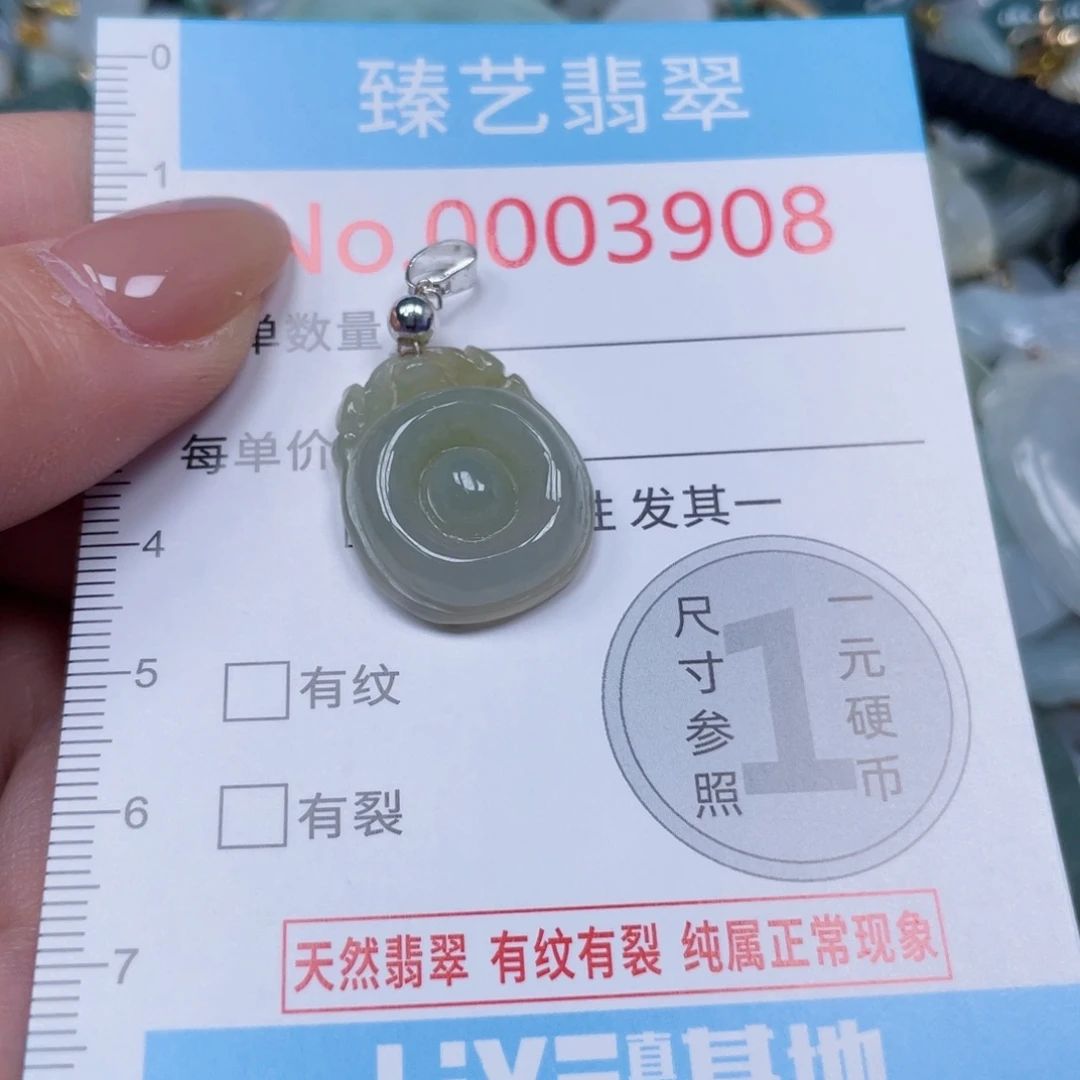 臻艺翡翠
No.0003908
单数量
每单价
发其一
有纹
有裂
尺寸参照
1
一元硬币
天然翡翠 有纹有裂 纯属正常现象
基地
0
1
4
5
6
7